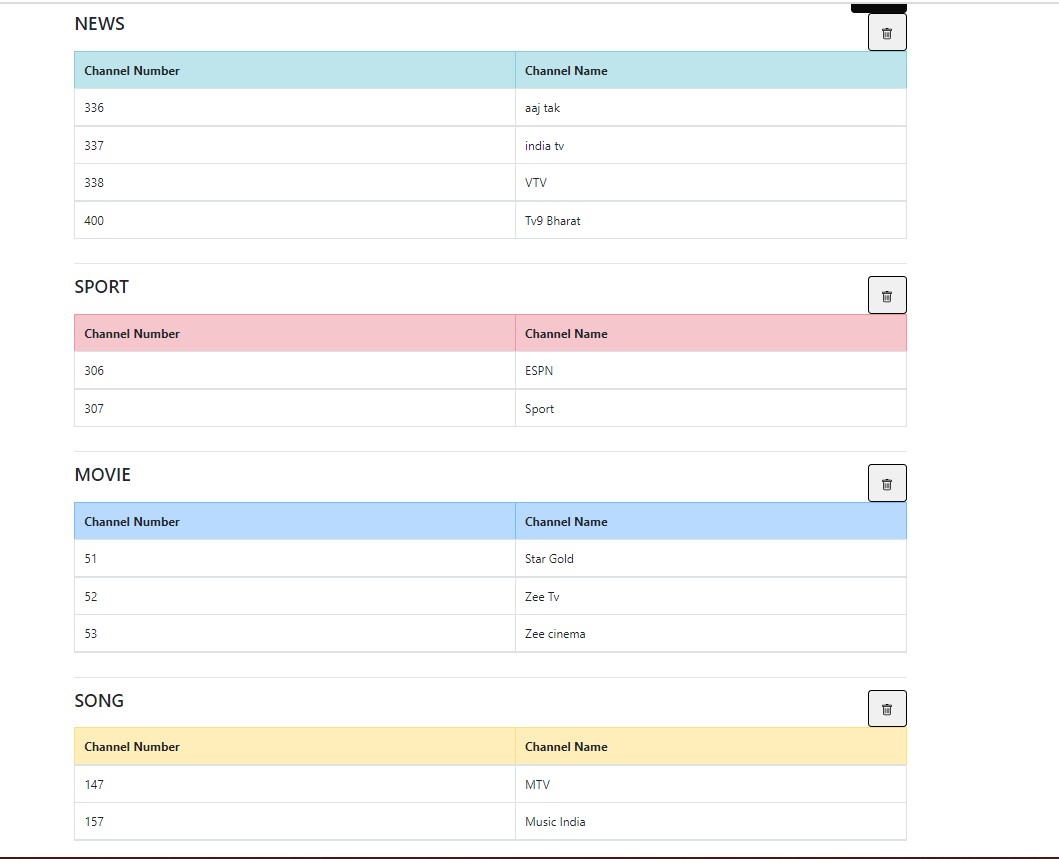 NEWS
Channel Number Channel Name
336 aaj tak
337 india tv
338 VTV
400 Tv9 Bharat
SPORT
Channel Number Channel Name
306 ESPN
307 Sport
MOVIE
Channel Number Channel Name
51 Star Gold
52 Zee Tv
53 Zee cinema
SONG
Channel Number Channel Name
147 MTV
157 Music India